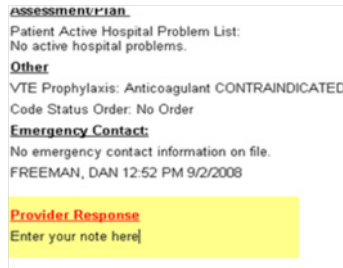 Assessment/Plan
Patient Active Hospital Problem List:
No active hospital problems.
Other
VTE Prophylaxis: Anticoagulant CONTRAINDICATED
Code Status Order: No Order
Emergency Contact:
No emergency contact information on file.
FREEMAN, DAN 12:52 PM 9/2/2008
Provider Response
Enter your note here